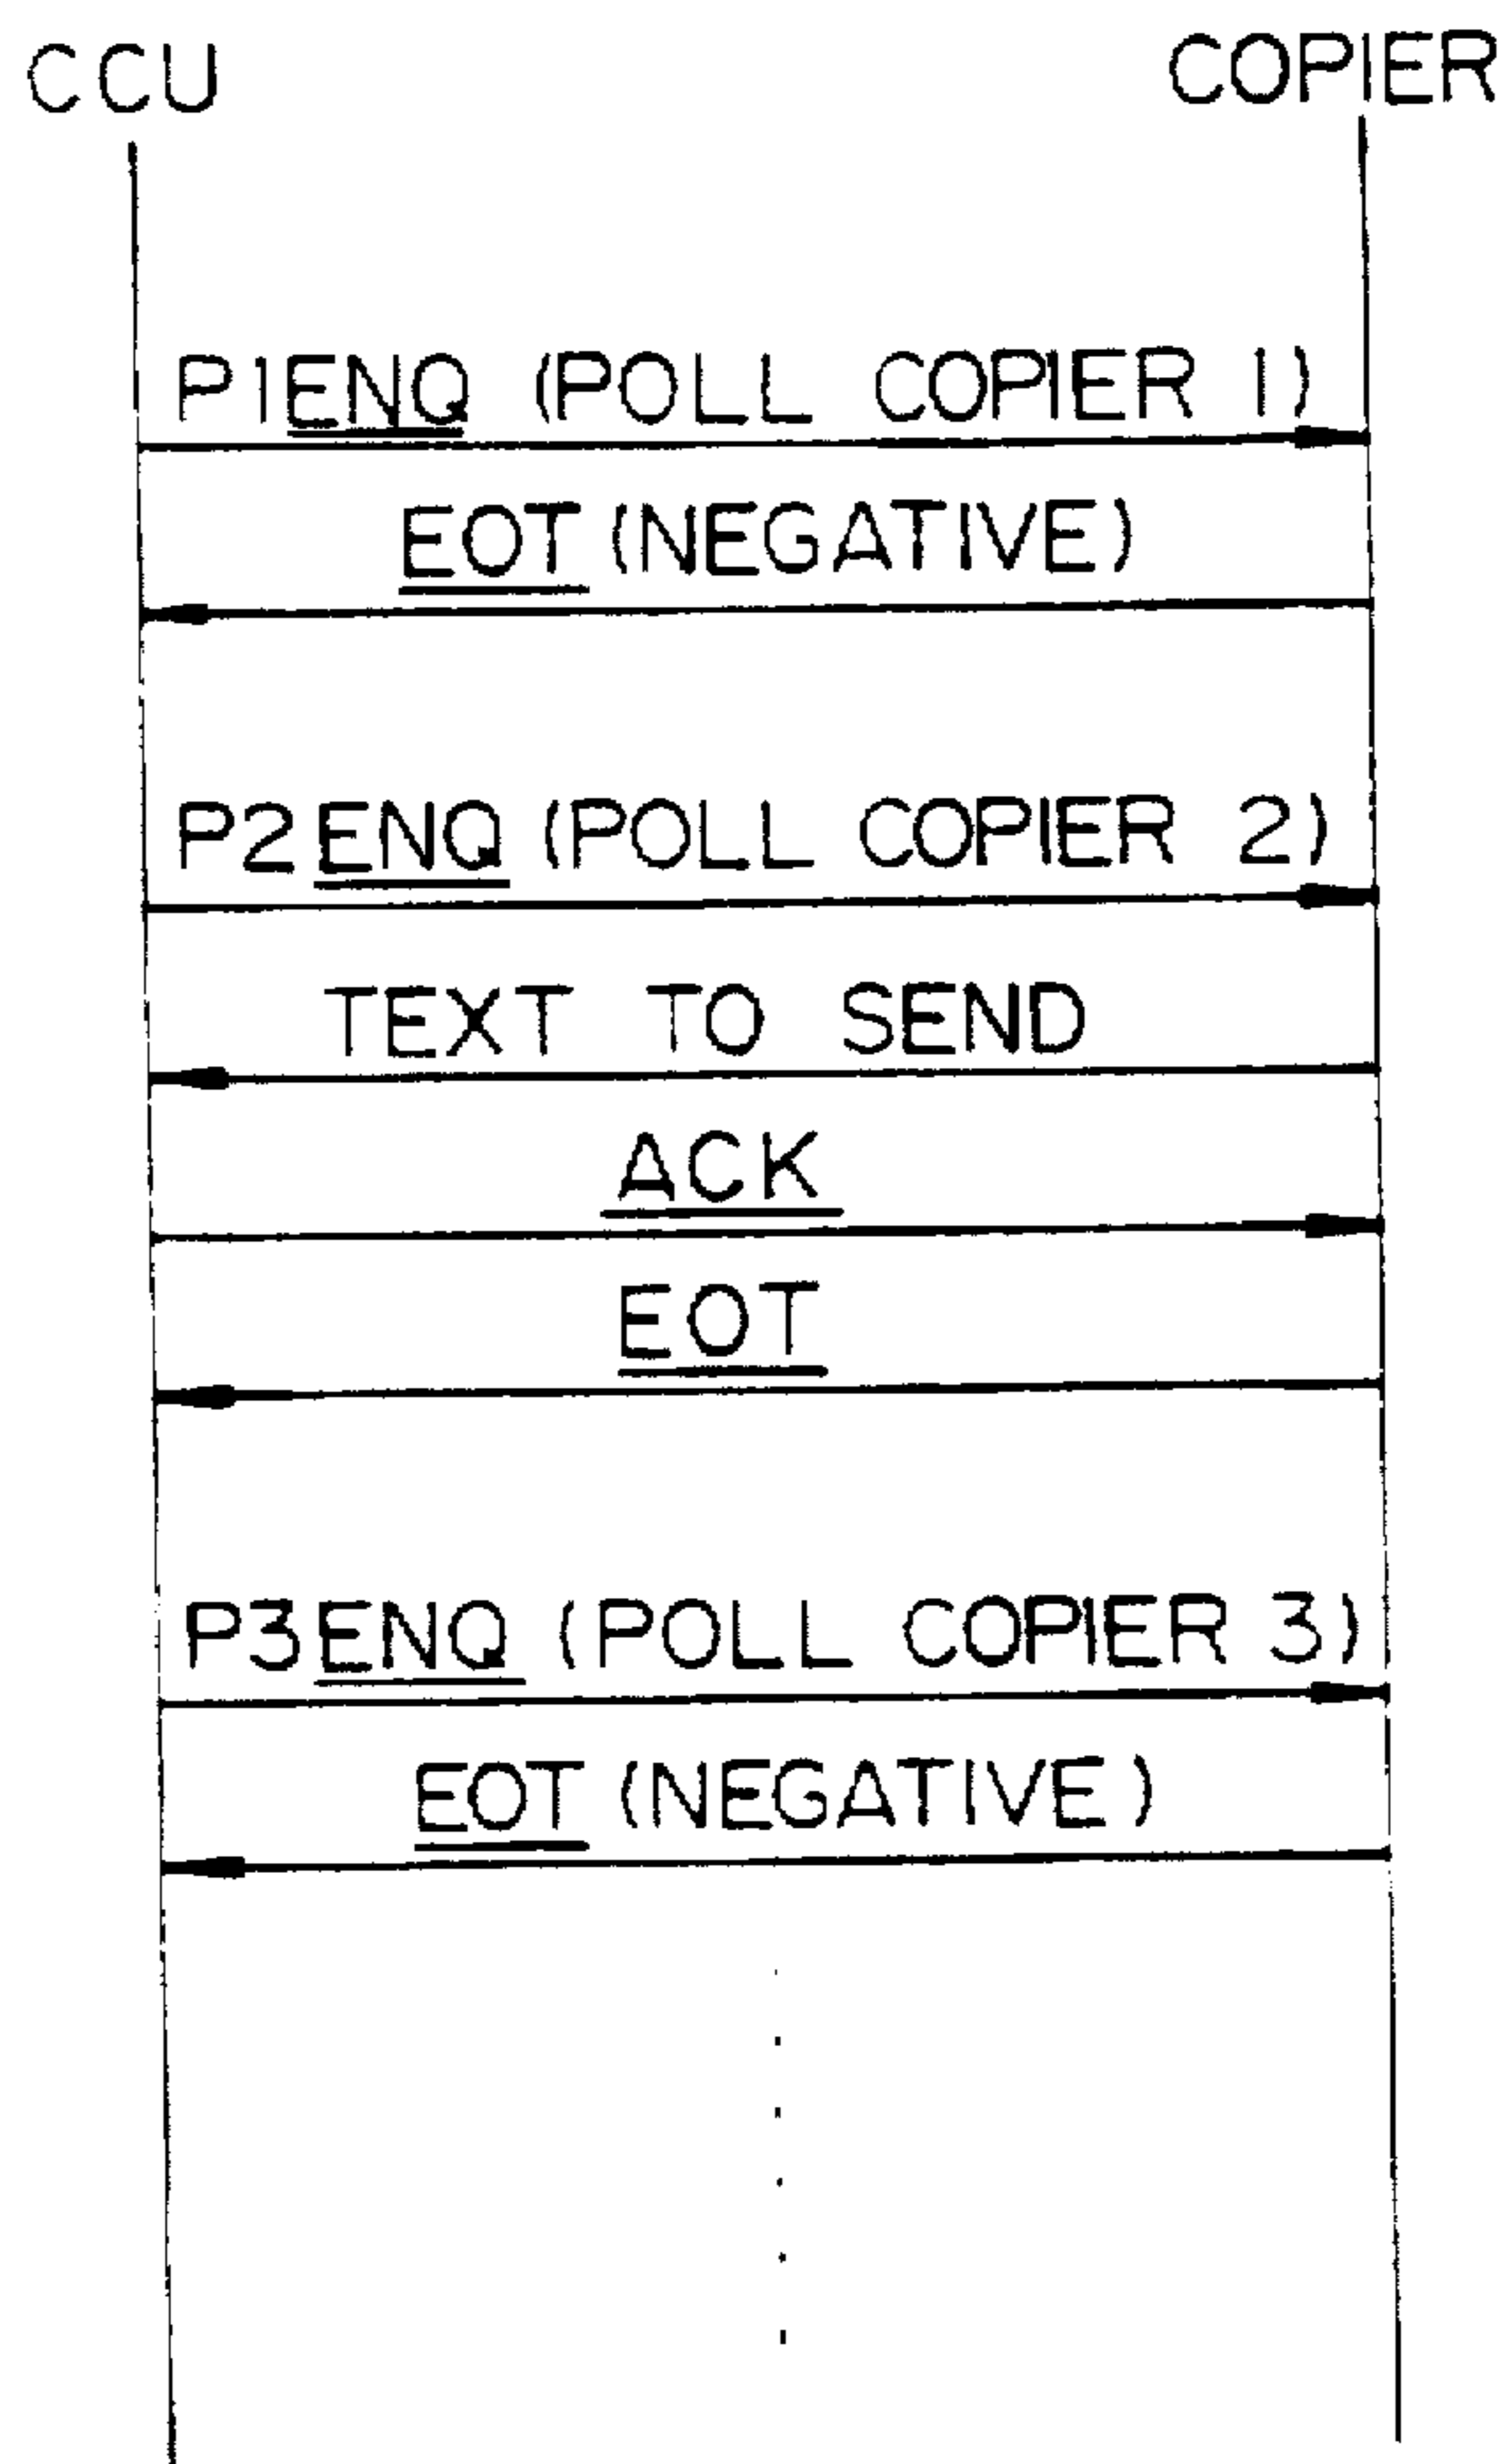 CCU COPIER
P1ENQ (POLL COPIER 1)
EOT (NEGATIVE)
P2ENQ (POLL COPIER 2)
TEXT TO SEND
ACK
EOT
P3ENQ (POLL COPIER 3)
EOT (NEGATIVE)